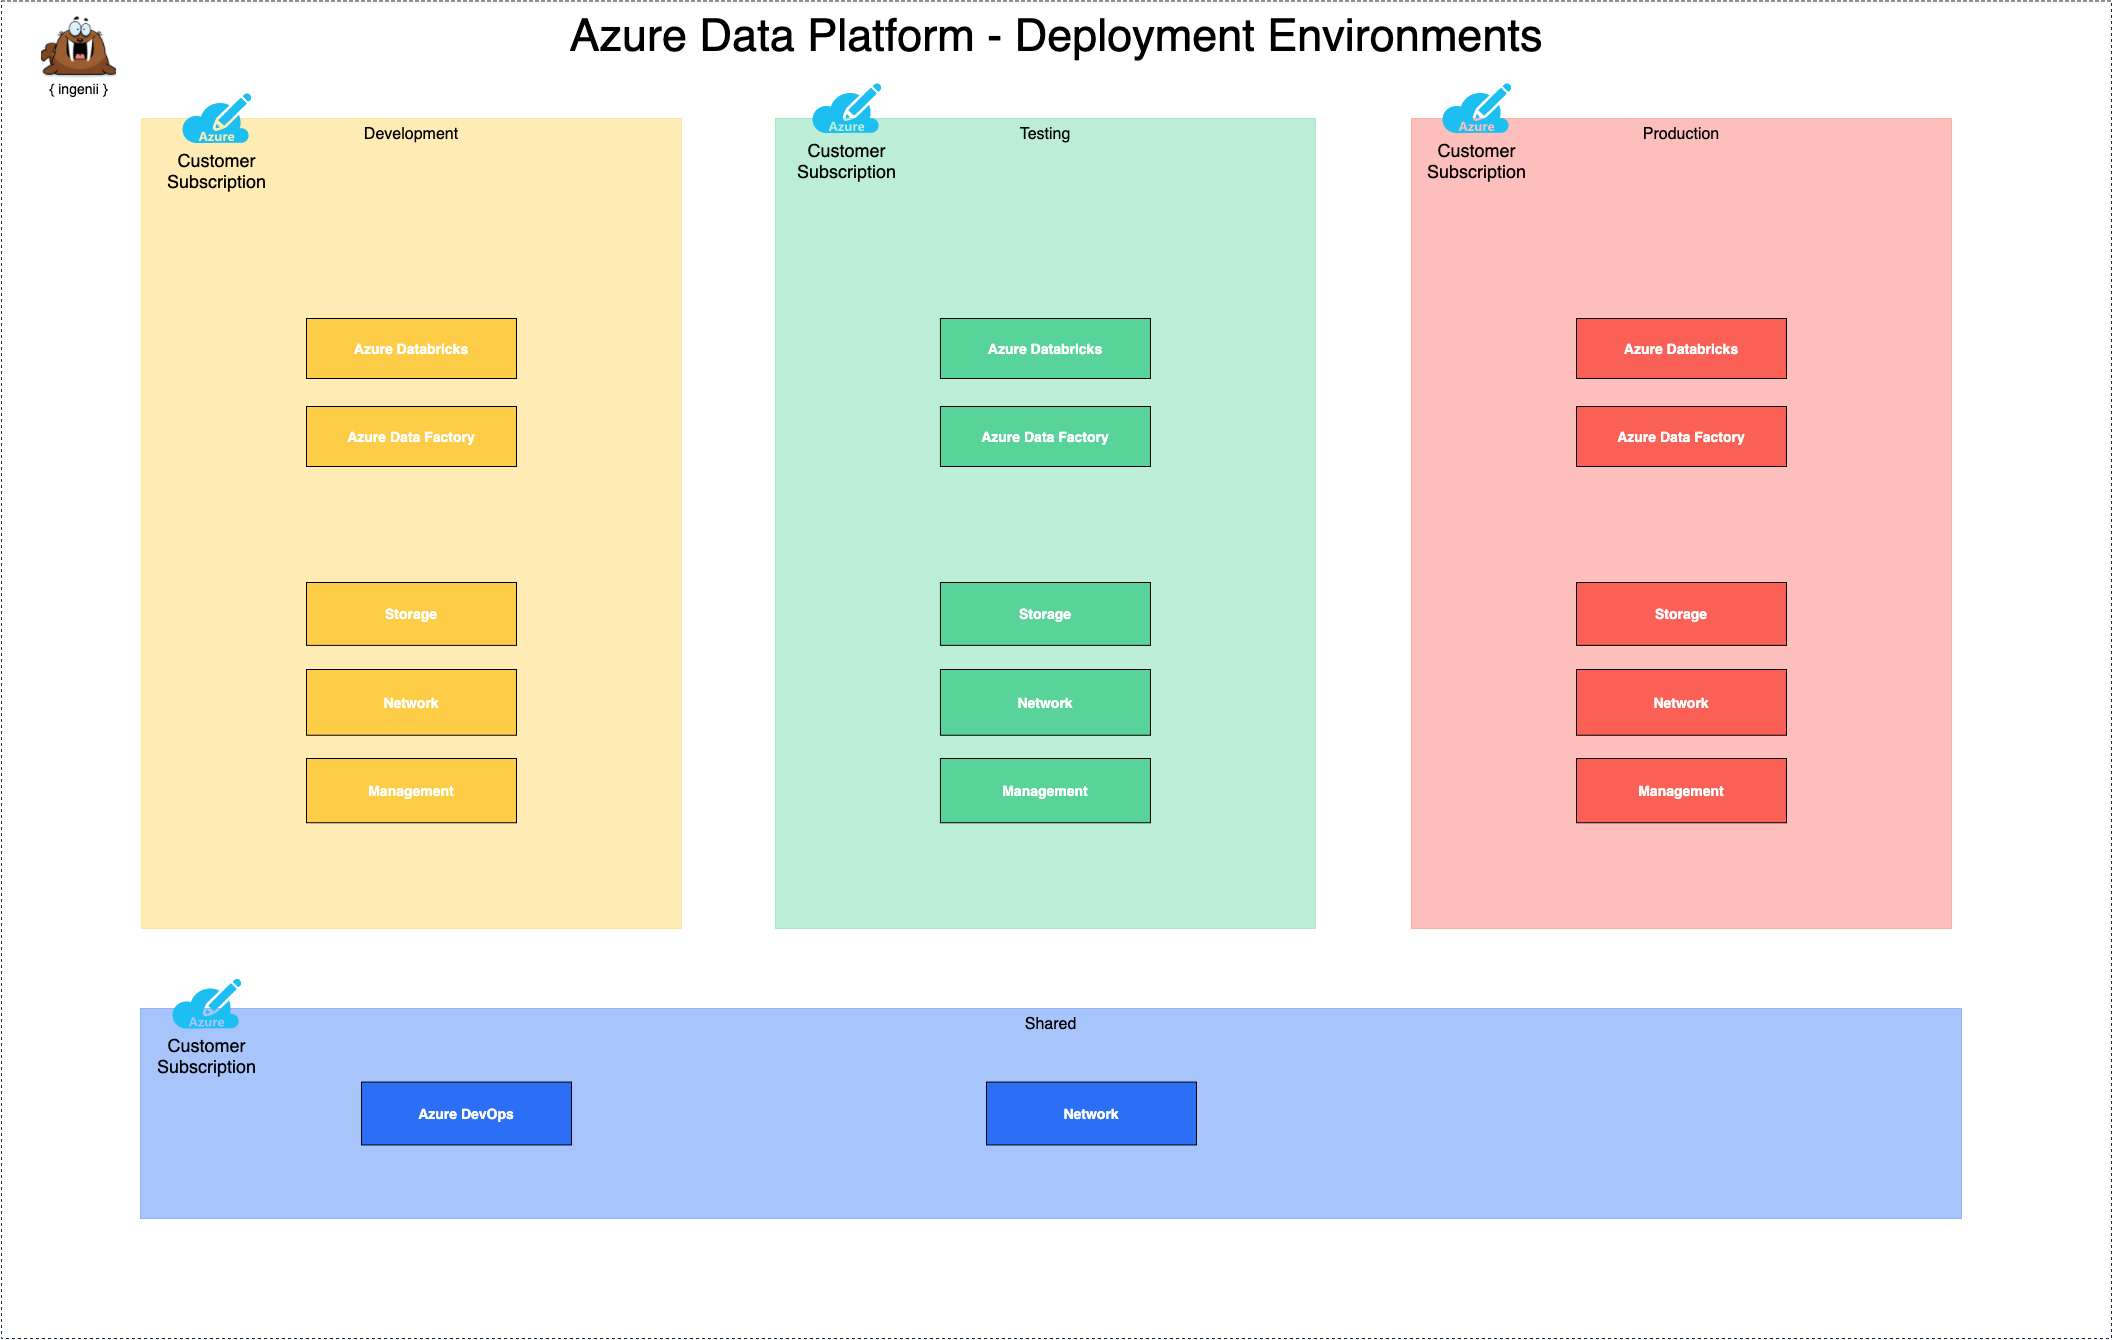 Azure Data Platform - Deployment Environments
{ ingenii }
Azure
Customer
Subscription
Development
Azure Databricks
Azure Data Factory
Storage
Network
Management
Azure
Customer
Subscription
Testing
Azure Databricks
Azure Data Factory
Storage
Network
Management
Azure
Customer
Subscription
Production
Azure Databricks
Azure Data Factory
Storage
Network
Management
Azure
Customer
Subscription
Shared
Azure DevOps
Network